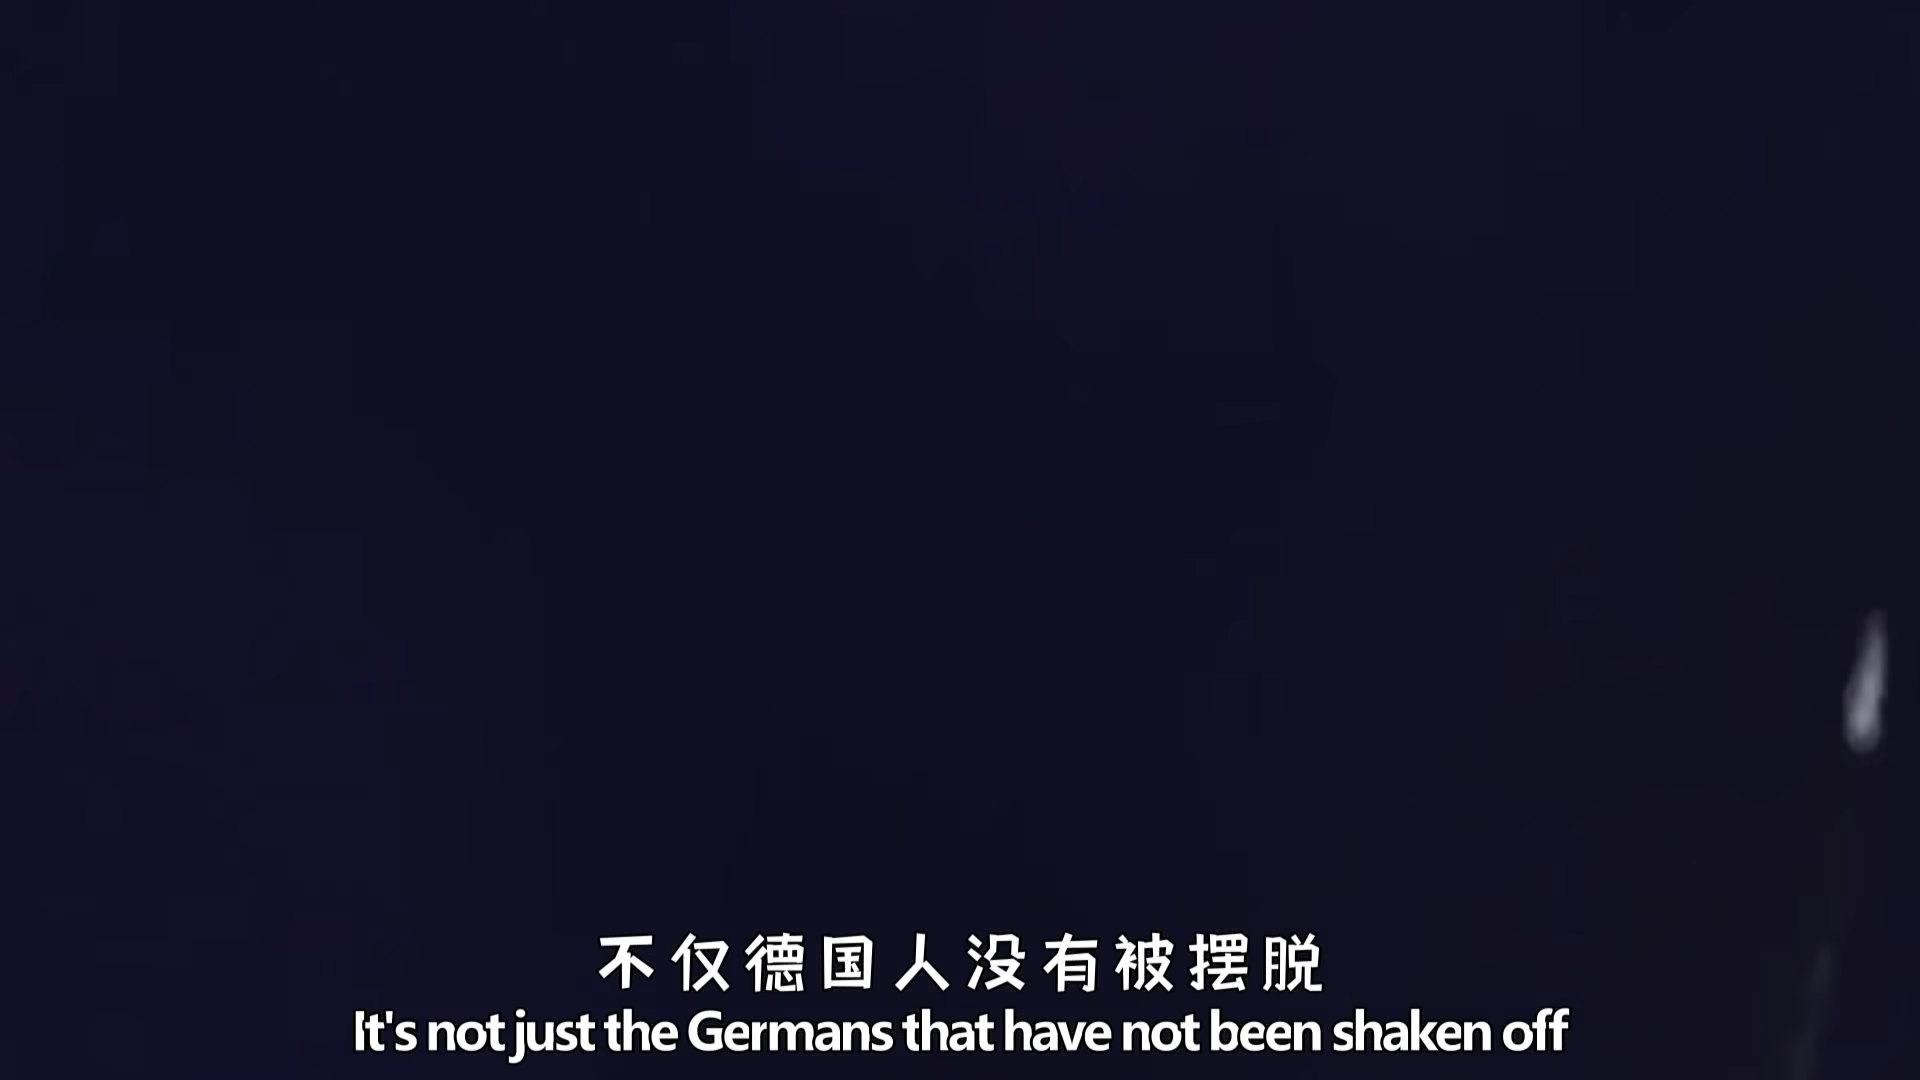 不仅德国人没有被摆脱
It's not just the Germans that have not been shaken off